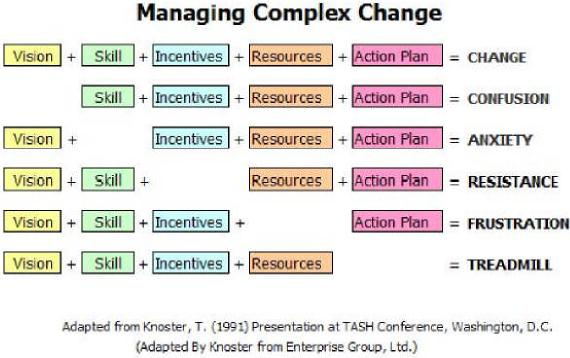 Managing Complex Change
Vision + Skill + Incentives + Resources + Action Plan = CHANGE
Skill + Incentives + Resources + Action Plan = CONFUSION
Vision + Incentives + Resources + Action Plan = ANXIETY
Vision + Skill + Resources + Action Plan = RESISTANCE
Vision + Skill + Incentives + Action Plan = FRUSTRATION
Vision + Skill + Incentives + Resources = TREADMILL
Adapted from Knoster, T. (1991) Presentation at TASH Conference, Washington, D.C.
(Adapted By Knoster from Enterprise Group, Ltd.)